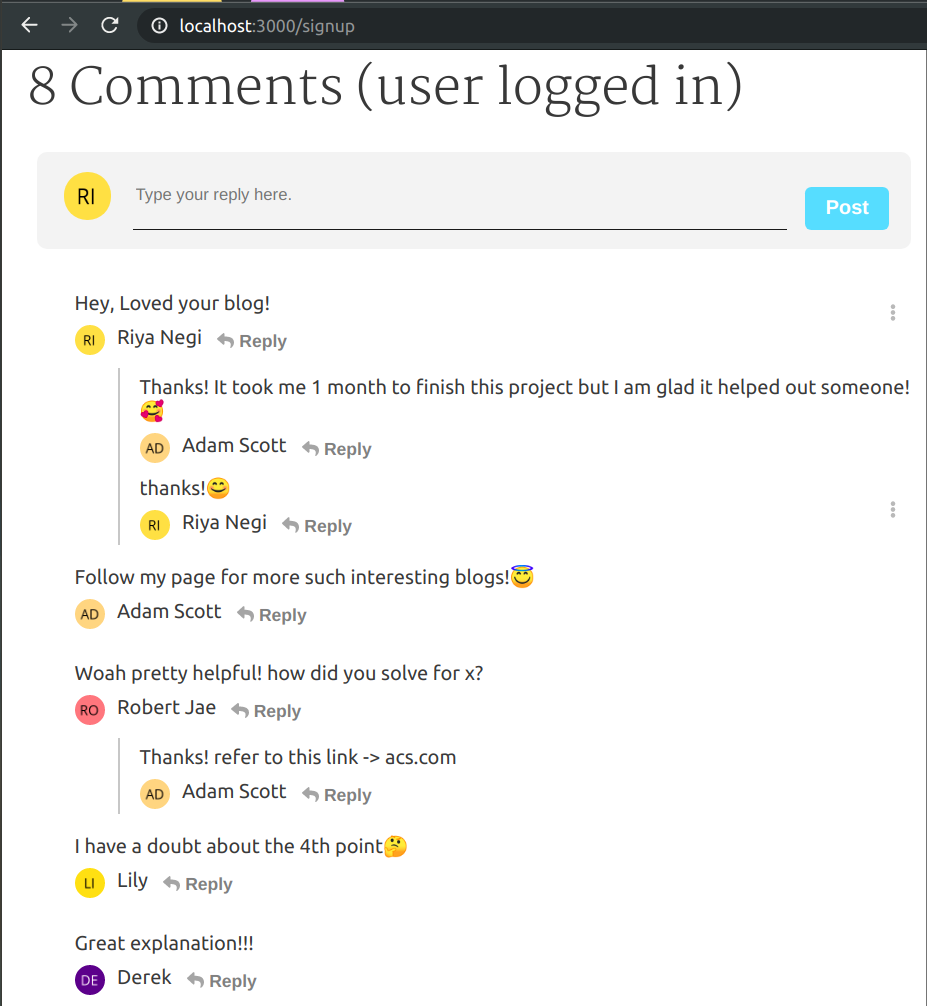 localhost:3000/signup
8 Comments (user logged in)
RI
Type your reply here.
Post
Hey, Loved your blog!
RI Riya Negi Reply
Thanks! It took me 1 month to finish this project but I am glad it helped out someone!
🥰
AD Adam Scott Reply
thanks!😊
RI Riya Negi Reply
Follow my page for more such interesting blogs!😇
AD Adam Scott Reply
Woah pretty helpful! how did you solve for x?
RO Robert Jae Reply
Thanks! refer to this link -> acs.com
AD Adam Scott Reply
I have a doubt about the 4th point🤔
LI Lily Reply
Great explanation!!!
DE Derek Reply